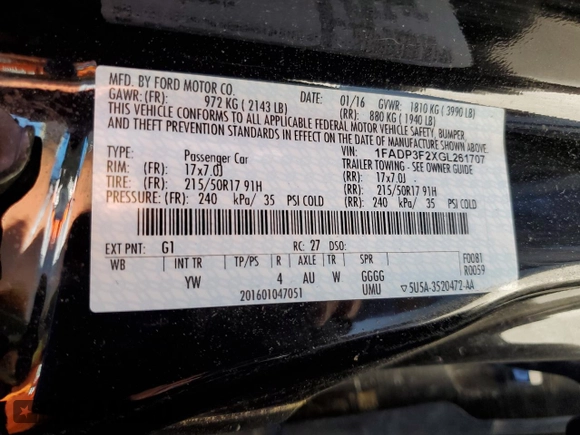 MFD. BY FORD MOTOR CO. DATE: 01/16 GVWR: 1810 KG ( 3990 LB)
GAWR: (FR): 972 KG ( 2143 LB) (RR): 880 KG ( 1940 LB)
THIS VEHICLE CONFORMS TO ALL APPLICABLE FEDERAL MOTOR VEHICLE SAFETY, BUMPER,
AND THEFT PREVENTION STANDARDS IN EFFECT ON THE DATE OF MANUFACTURE SHOWN ABOVE.
VIN: 1FADP3F2XGL261707
TYPE: Passenger Car TRAILER TOWING - SEE OWNER GUIDE
RIM: (FR) 17x7.0J (RR) 17x7.0J
TIRE: (FR) 215/50R17 91H (RR) 215/50R17 91H
PRESSURE: (FR) 240 kPa/ 35 PSI COLD (RR) 240 kPa/ 35 PSI COLD
EXT PNT: G1 RC: 27 DSO: F0081
WB INT TR TP/PS R AXLE TR SPR R0059
YW 4 AU W GGGG
201601047051 UMU ▽5U5A-3520472-AA